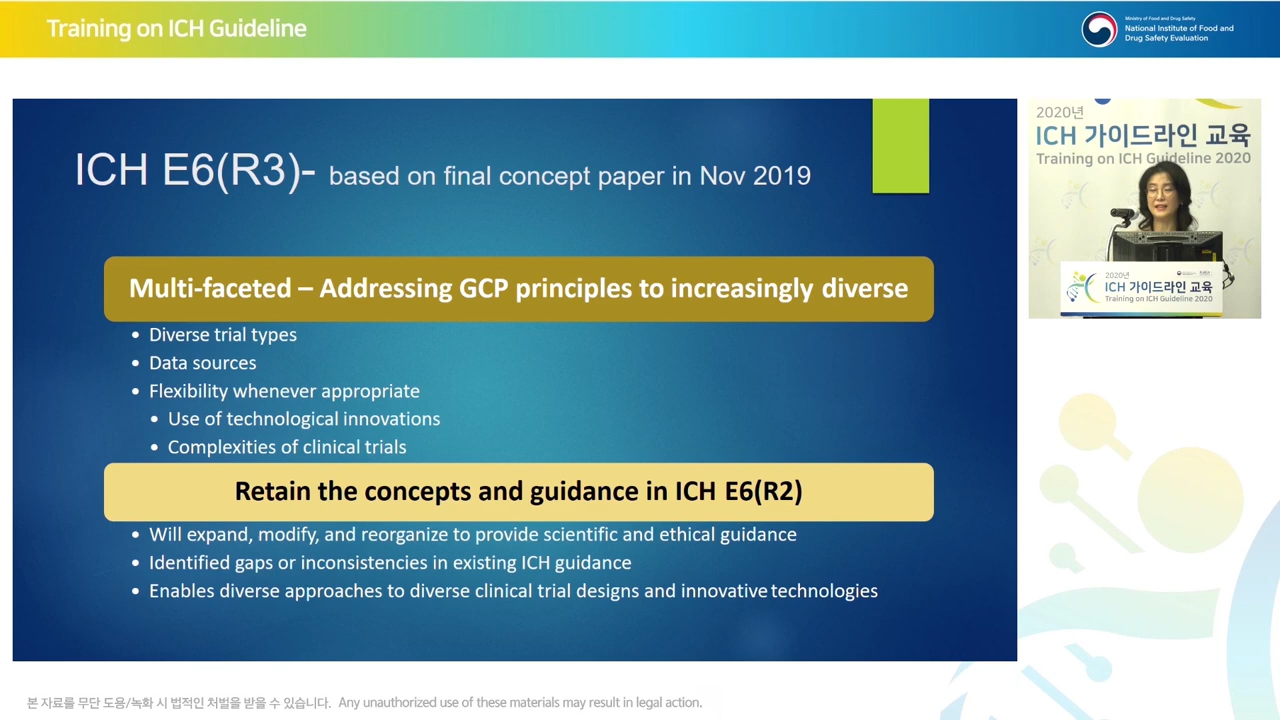 Training on ICH Guideline
Ministry of Food and Drug Safety
National Institute of Food and
Drug Safety Evaluation
ICH E6(R3)- based on final concept paper in Nov 2019
Multi-faceted – Addressing GCP principles to increasingly diverse
• Diverse trial types
• Data sources
• Flexibility whenever appropriate
• Use of technological innovations
• Complexities of clinical trials
Retain the concepts and guidance in ICH E6(R2)
• Will expand, modify, and reorganize to provide scientific and ethical guidance
• Identified gaps or inconsistencies in existing ICH guidance
• Enables diverse approaches to diverse clinical trial designs and innovative technologies
2020년
ICH 가이드라인 교육
Training on ICH Guideline 2020
2020년
ICH 가이드라인 교육
Training on ICH Guideline 2020
본 자료를 무단 도용/녹화 시 법적인 처벌을 받을 수 있습니다. Any unauthorized use of these materials may result in legal action.